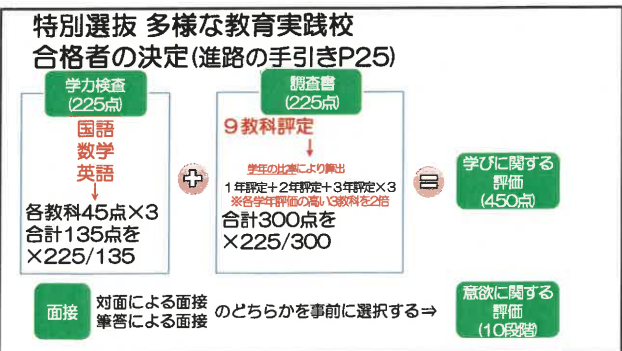 特別選抜 多様な教育実践校
合格者の決定(進路の手引きP25)
学力検査
(225点)
国語
数学
英語
↓
各教科45点×3
合計135点を
×225/135
+
調査書
(225点)
9教科評定
↓
学年の比率により算出
1年評定+2年評定+3年評定×3
※各学年評価の高い3教科を2倍
合計300点を
×225/300
=
学びに関する
評価
(450点)
面接
対面による面接
筆答による面接
のどちらかを事前に選択する⇒
意欲に関する
評価
(10段階)